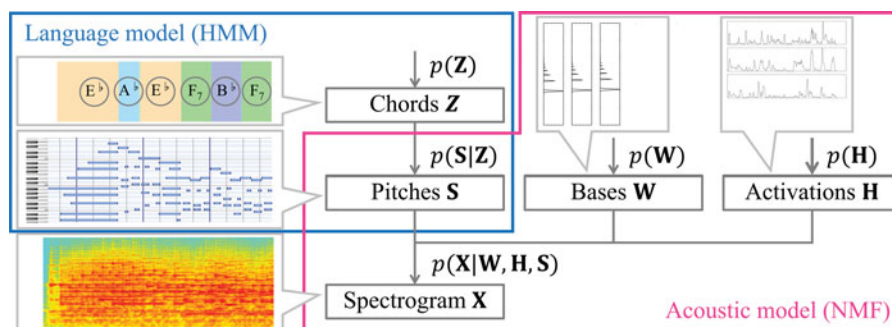 Language model (HMM)
E♭ A♭ E♭ F7 B♭ F7
p(Z)
Chords Z
p(S|Z)
Pitches S
p(W)
Bases W
p(H)
Activations H
p(X|W, H, S)
Spectrogram X
Acoustic model (NMF)